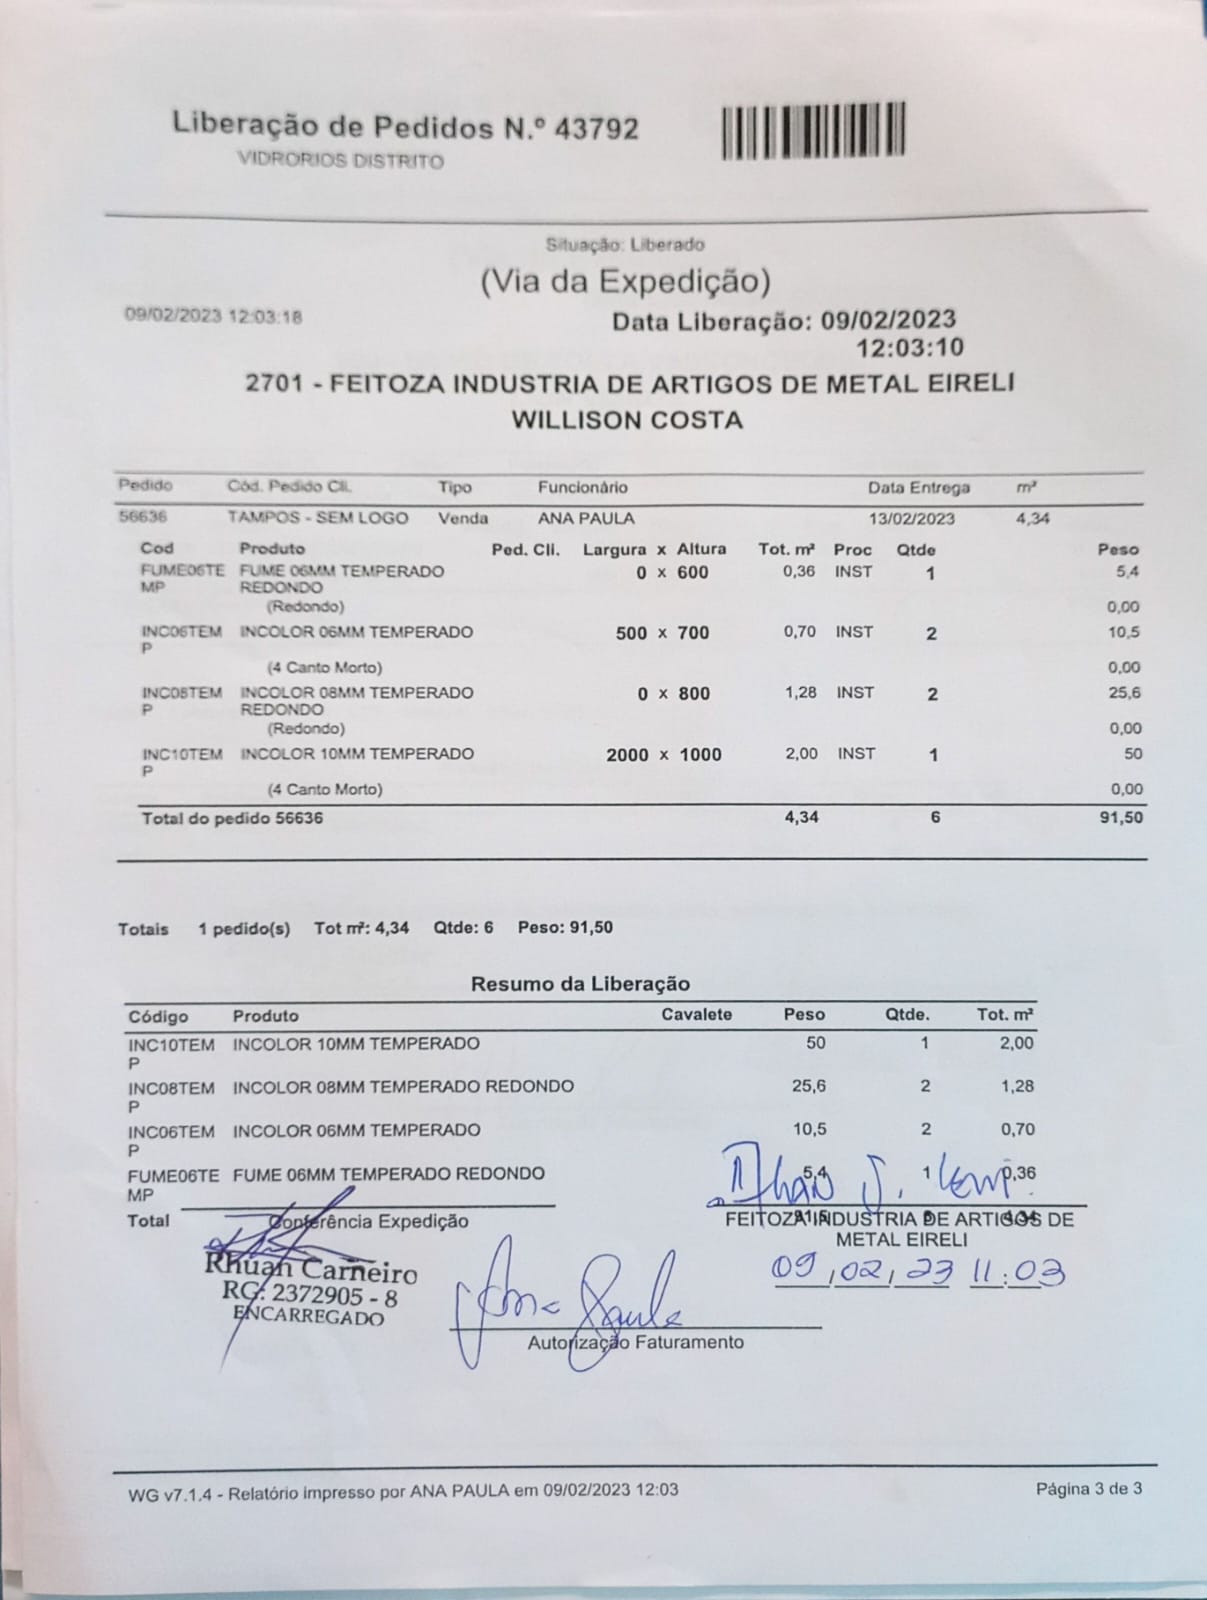 Liberação de Pedidos N.º 43792
VIDRORIOS DISTRITO
Situação: Liberado
(Via da Expedição)
09/02/2023 12:03:18
Data Liberação: 09/02/2023
12:03:10
2701 - FEITOZA INDUSTRIA DE ARTIGOS DE METAL EIRELI
WILLISON COSTA
Pedido Cód. Pedido Cli. Tipo Funcionário Data Entrega m²
56636 TAMPOS - SEM LOGO Venda ANA PAULA 13/02/2023 4,34
Cod Produto Ped. Cli. Largura x Altura Tot. m² Proc Qtde Peso
FUME06TE FUME 06MM TEMPERADO 0 x 600 0,36 INST 1 5,4
MP REDONDO
(Redondo) 0,00
INC06TEM INCOLOR 06MM TEMPERADO 500 x 700 0,70 INST 2 10,5
P
(4 Canto Morto) 0,00
INC08TEM INCOLOR 08MM TEMPERADO 0 x 800 1,28 INST 2 25,6
P REDONDO
(Redondo) 0,00
INC10TEM INCOLOR 10MM TEMPERADO 2000 x 1000 2,00 INST 1 50
P
(4 Canto Morto) 0,00
Total do pedido 56636 4,34 6 91,50
Totais 1 pedido(s) Tot m²: 4,34 Qtde: 6 Peso: 91,50
Resumo da Liberação
Código Produto Cavalete Peso Qtde. Tot. m²
INC10TEM INCOLOR 10MM TEMPERADO 50 1 2,00
P
INC08TEM INCOLOR 08MM TEMPERADO REDONDO 25,6 2 1,28
P
INC06TEM INCOLOR 06MM TEMPERADO 10,5 2 0,70
P
FUME06TE FUME 06MM TEMPERADO REDONDO 5,4 1 0,36
MP
Total
Conferência Expedição
FEITOZA INDUSTRIA DE ARTIGOS DE
METAL EIRELI
09/02/23 11:03
Rhuan Carneiro
RG: 2372905 - 8
ENCARREGADO
Ana Paula
Autorização Faturamento
WG v7.1.4 - Relatório impresso por ANA PAULA em 09/02/2023 12:03
Página 3 de 3